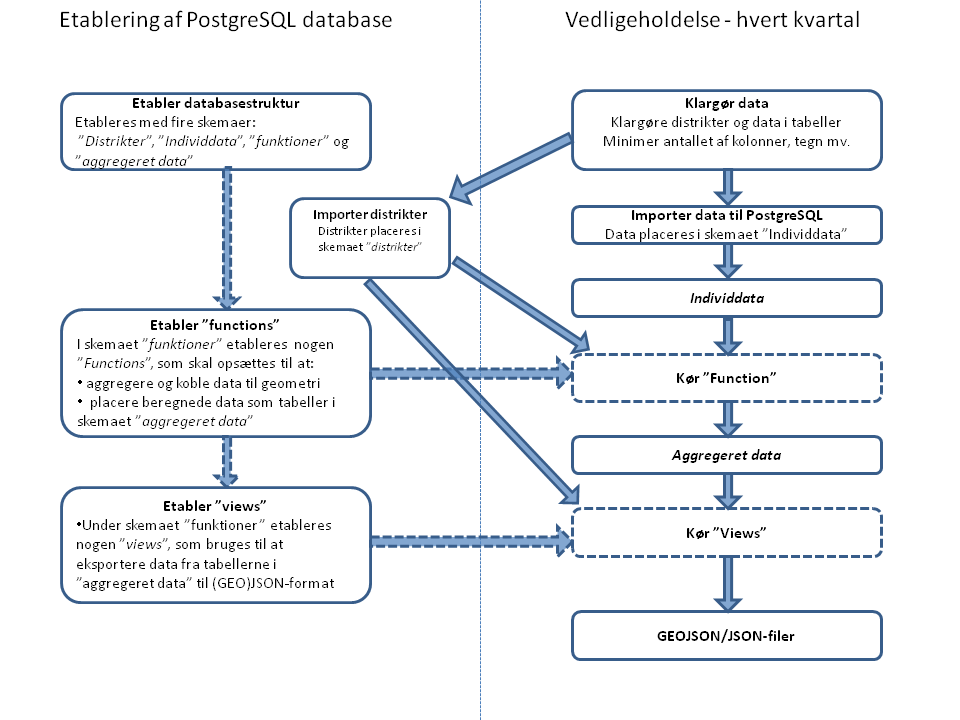 Etablering af PostgreSQL database
Vedligeholdelse - hvert kvartal
Etabler databasestruktur
Etableres med fire skemaer:
"Distrikter", "Individdata", "funktioner" og
"aggregeret data"
Importer distrikter
Distrikter placeres i
skemaet "distrikter"
Etabler "functions"
I skemaet "funktioner" etableres nogen
"Functions", som skal opsættes til at:
• aggregere og koble data til geometri
• placere beregnede data som tabeller i
skemaet "aggregeret data"
Etabler "views"
•Under skemaet "funktioner" etableres
nogen "views", som bruges til at
eksportere data fra tabellerne i
"aggregeret data" til (GEO)JSON-format
Klargør data
Klargøre distrikter og data i tabeller
Minimer antallet af kolonner, tegn mv.
Importer data til PostgreSQL
Data placeres i skemaet "Individdata"
Individdata
Kør "Function"
Aggregeret data
Kør "Views"
GEOJSON/JSON-filer